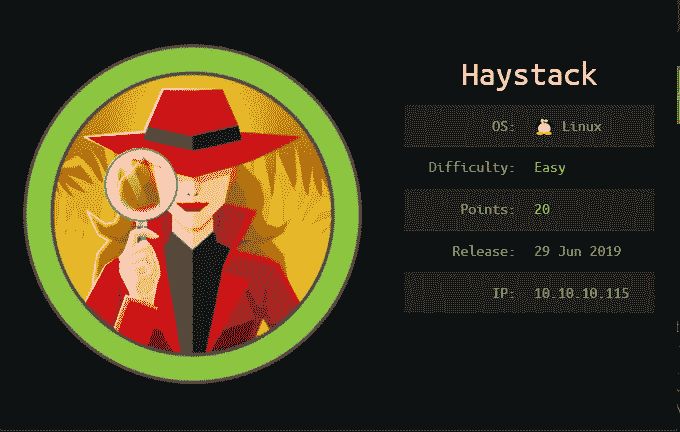 Haystack
OS: Linux
Difficulty: Easy
Points: 20
Release: 29 Jun 2019
IP: 10.10.10.115